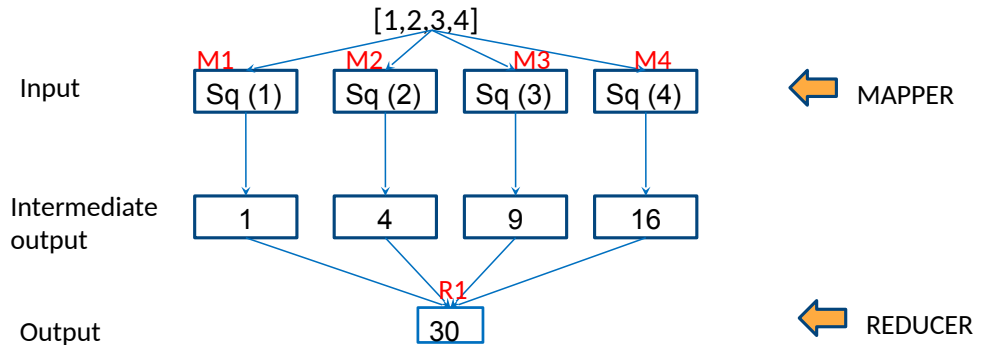 [1,2,3,4]
M1 M2 M3 M4
Input Sq (1) Sq (2) Sq (3) Sq (4) MAPPER
Intermediate
output
1 4 9 16
R1
Output 30 REDUCER